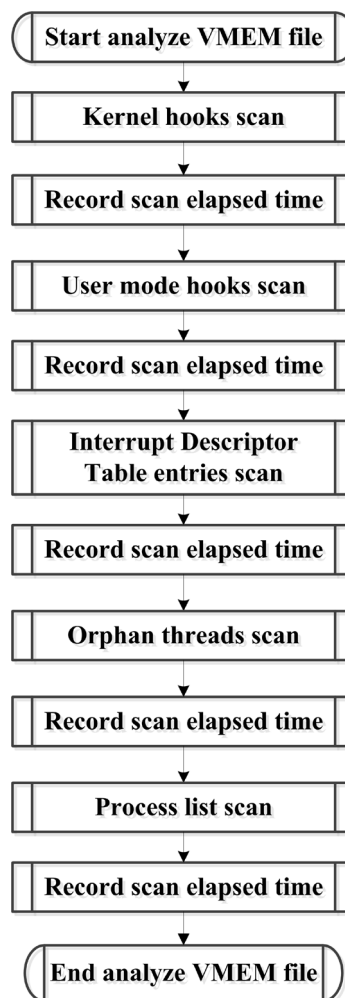 Start analyze VMEM file
Kernel hooks scan
Record scan elapsed time
User mode hooks scan
Record scan elapsed time
Interrupt Descriptor
Table entries scan
Record scan elapsed time
Orphan threads scan
Record scan elapsed time
Process list scan
Record scan elapsed time
End analyze VMEM file